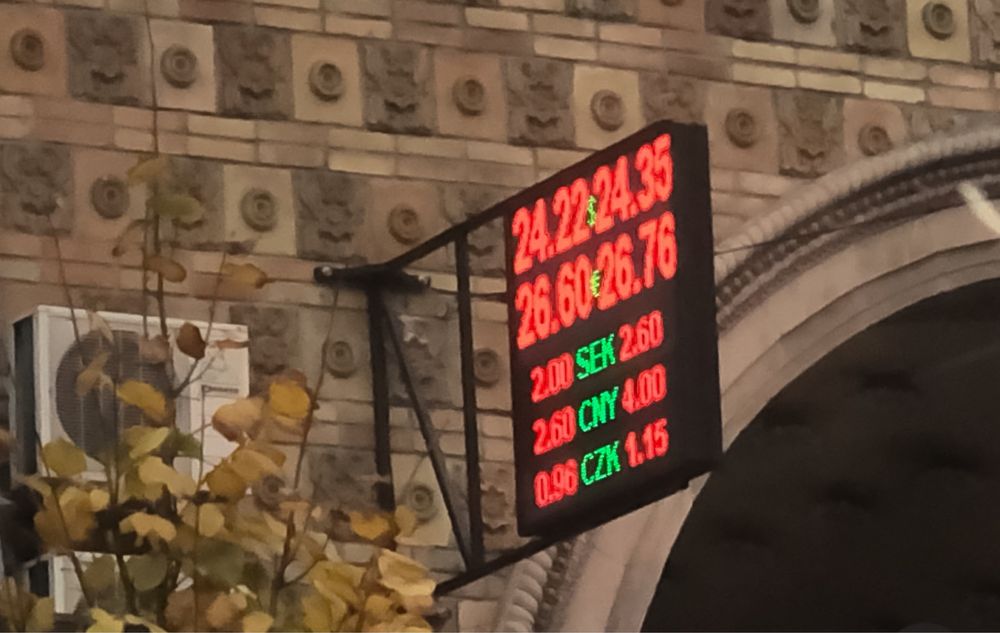 24.22 $ 24.35
26.60 € 26.76
2.00 SEK 2.60
2.60 CNY 4.00
0.96 CZK 1.15